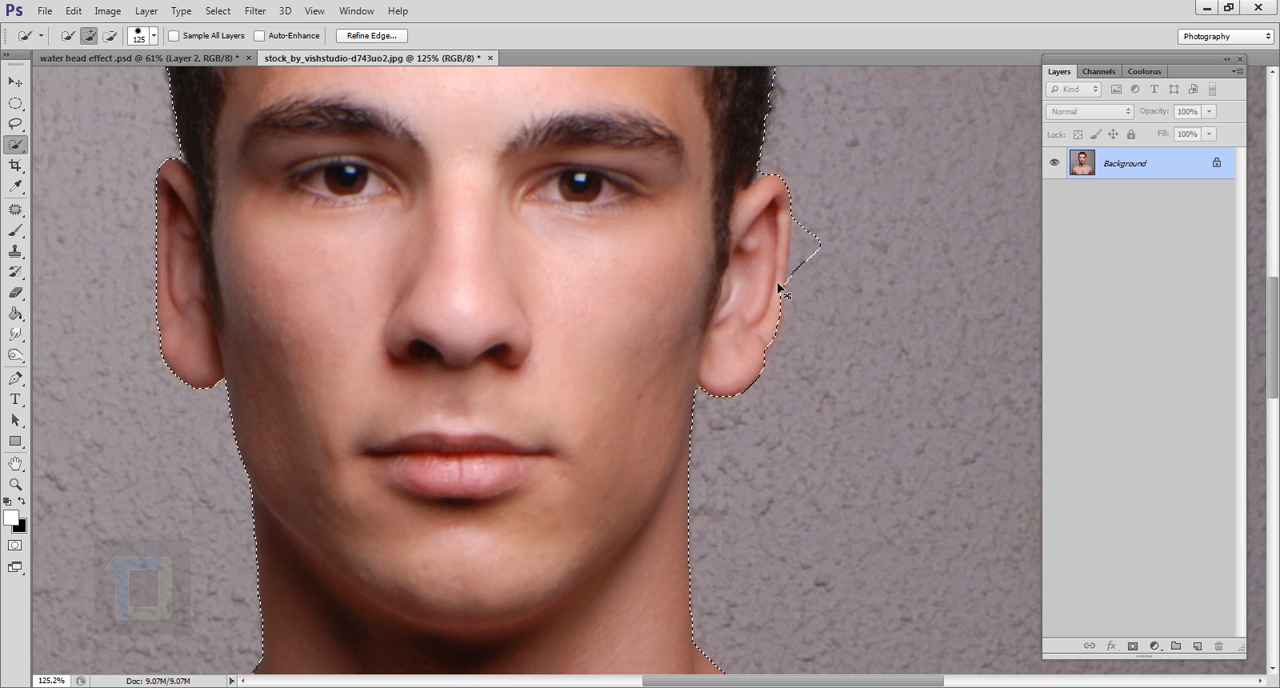 Ps File Edit Image Layer Type Select Filter 3D View Window Help
125 Sample All Layers Auto-Enhance Refine Edge... Photography
water head effect .psd @ 61% (Layer 2, RGB/8) * × stock_by_vishstudio-d743uo2.jpg @ 125% (RGB/8) * ×
Layers Channels Coolorus
Kind
Normal Opacity: 100%
Lock: Fill: 100%
Background
125.2% Doc: 9.07M/9.07M